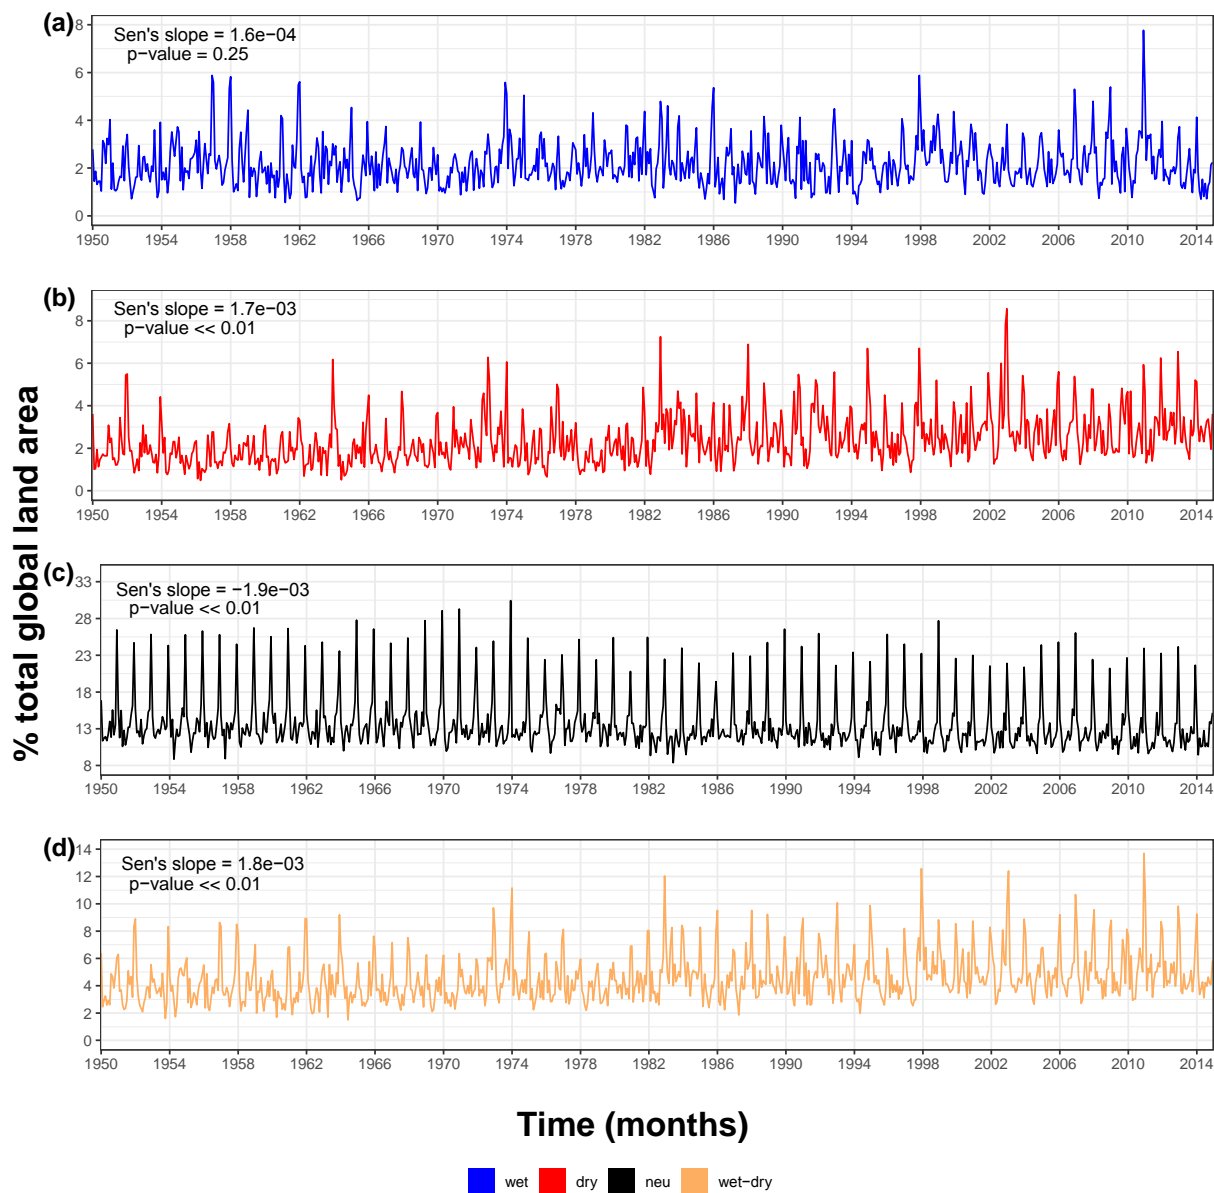 (a)
Sen's slope = 1.6e−04
p−value = 0.25
8
6
4
2
0
1950 1954 1958 1962 1966 1970 1974 1978 1982 1986 1990 1994 1998 2002 2006 2010 2014
(b)
Sen's slope = 1.7e−03
p−value << 0.01
8
6
4
2
0
1950 1954 1958 1962 1966 1970 1974 1978 1982 1986 1990 1994 1998 2002 2006 2010 2014
% total global land area
(c)
Sen's slope = −1.9e−03
p−value << 0.01
33
28
23
18
13
8
1950 1954 1958 1962 1966 1970 1974 1978 1982 1986 1990 1994 1998 2002 2006 2010 2014
(d)
Sen's slope = 1.8e−03
p−value << 0.01
14
12
10
8
6
4
2
0
1950 1954 1958 1962 1966 1970 1974 1978 1982 1986 1990 1994 1998 2002 2006 2010 2014
Time (months)
wet dry neu wet−dry